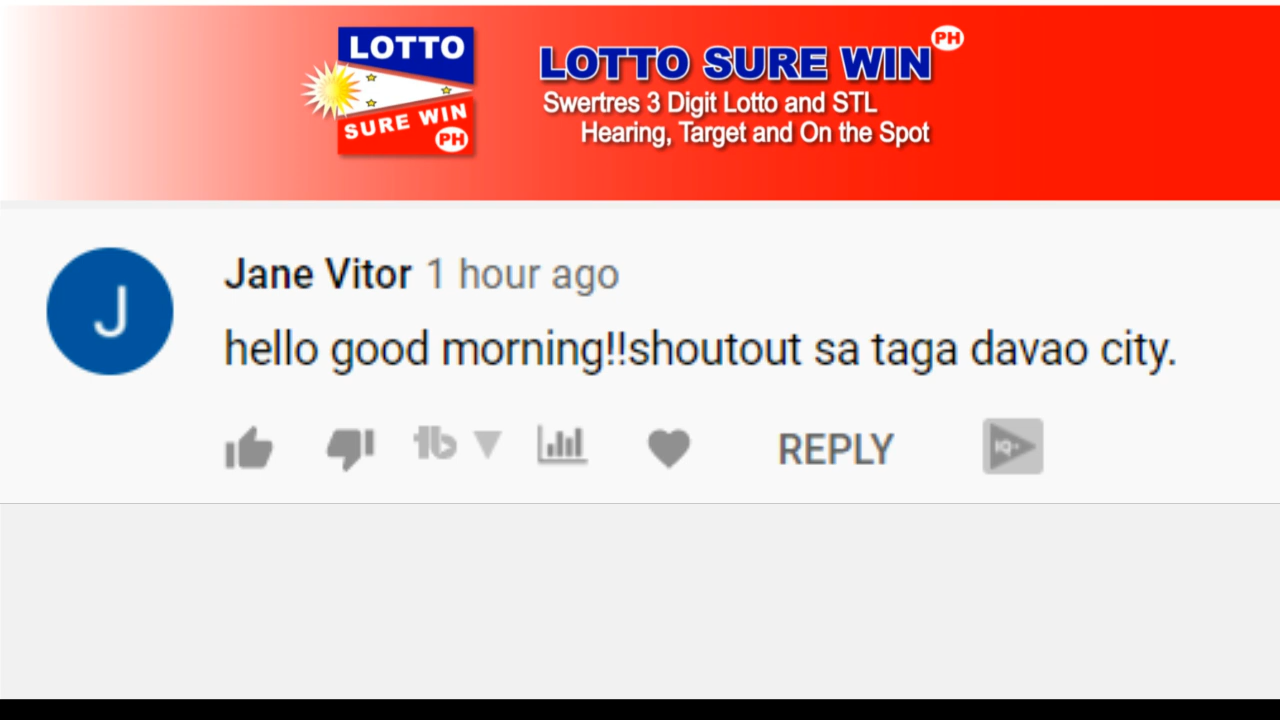 LOTTO
SURE WIN
PH
LOTTO SURE WIN PH
Swertres 3 Digit Lotto and STL
Hearing, Target and On the Spot
J
Jane Vitor 1 hour ago
hello good morning!!shoutout sa taga davao city.
REPLY
IQ+